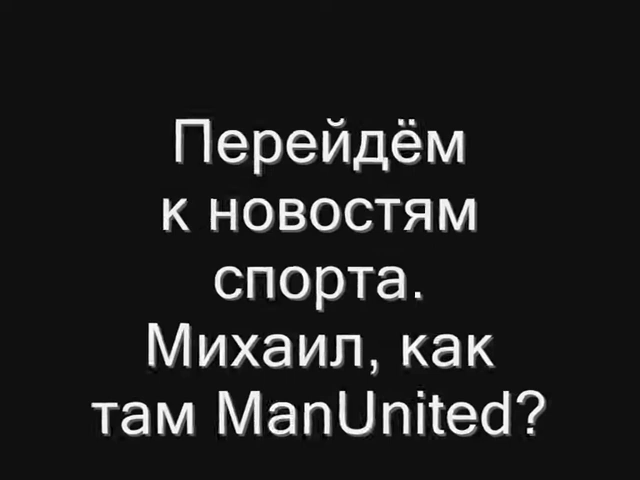 Перейдём
к новостям
спорта.
Михаил, как
там ManUnited?